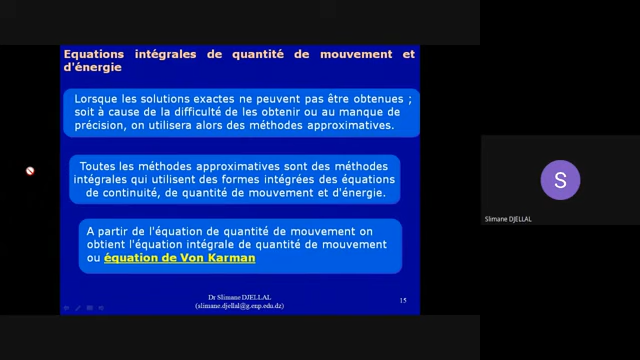 Equations intégrales de quantité de mouvement et
d'énergie
Lorsque les solutions exactes ne peuvent pas être obtenues ;
soit à cause de la difficulté de les obtenir ou au manque de
précision, on utilisera alors des méthodes approximatives.
Toutes les méthodes approximatives sont des méthodes
intégrales qui utilisent des formes intégrées des équations
de continuité, de quantité de mouvement et d'énergie.
A partir de l'équation de quantité de mouvement on
obtient l'équation intégrale de quantité de mouvement
ou équation de Von Karman
Dr Slimane DJELLAL
(slimane.djellal@g.enp.edu.dz)
15
S
Slimane DJELLAL